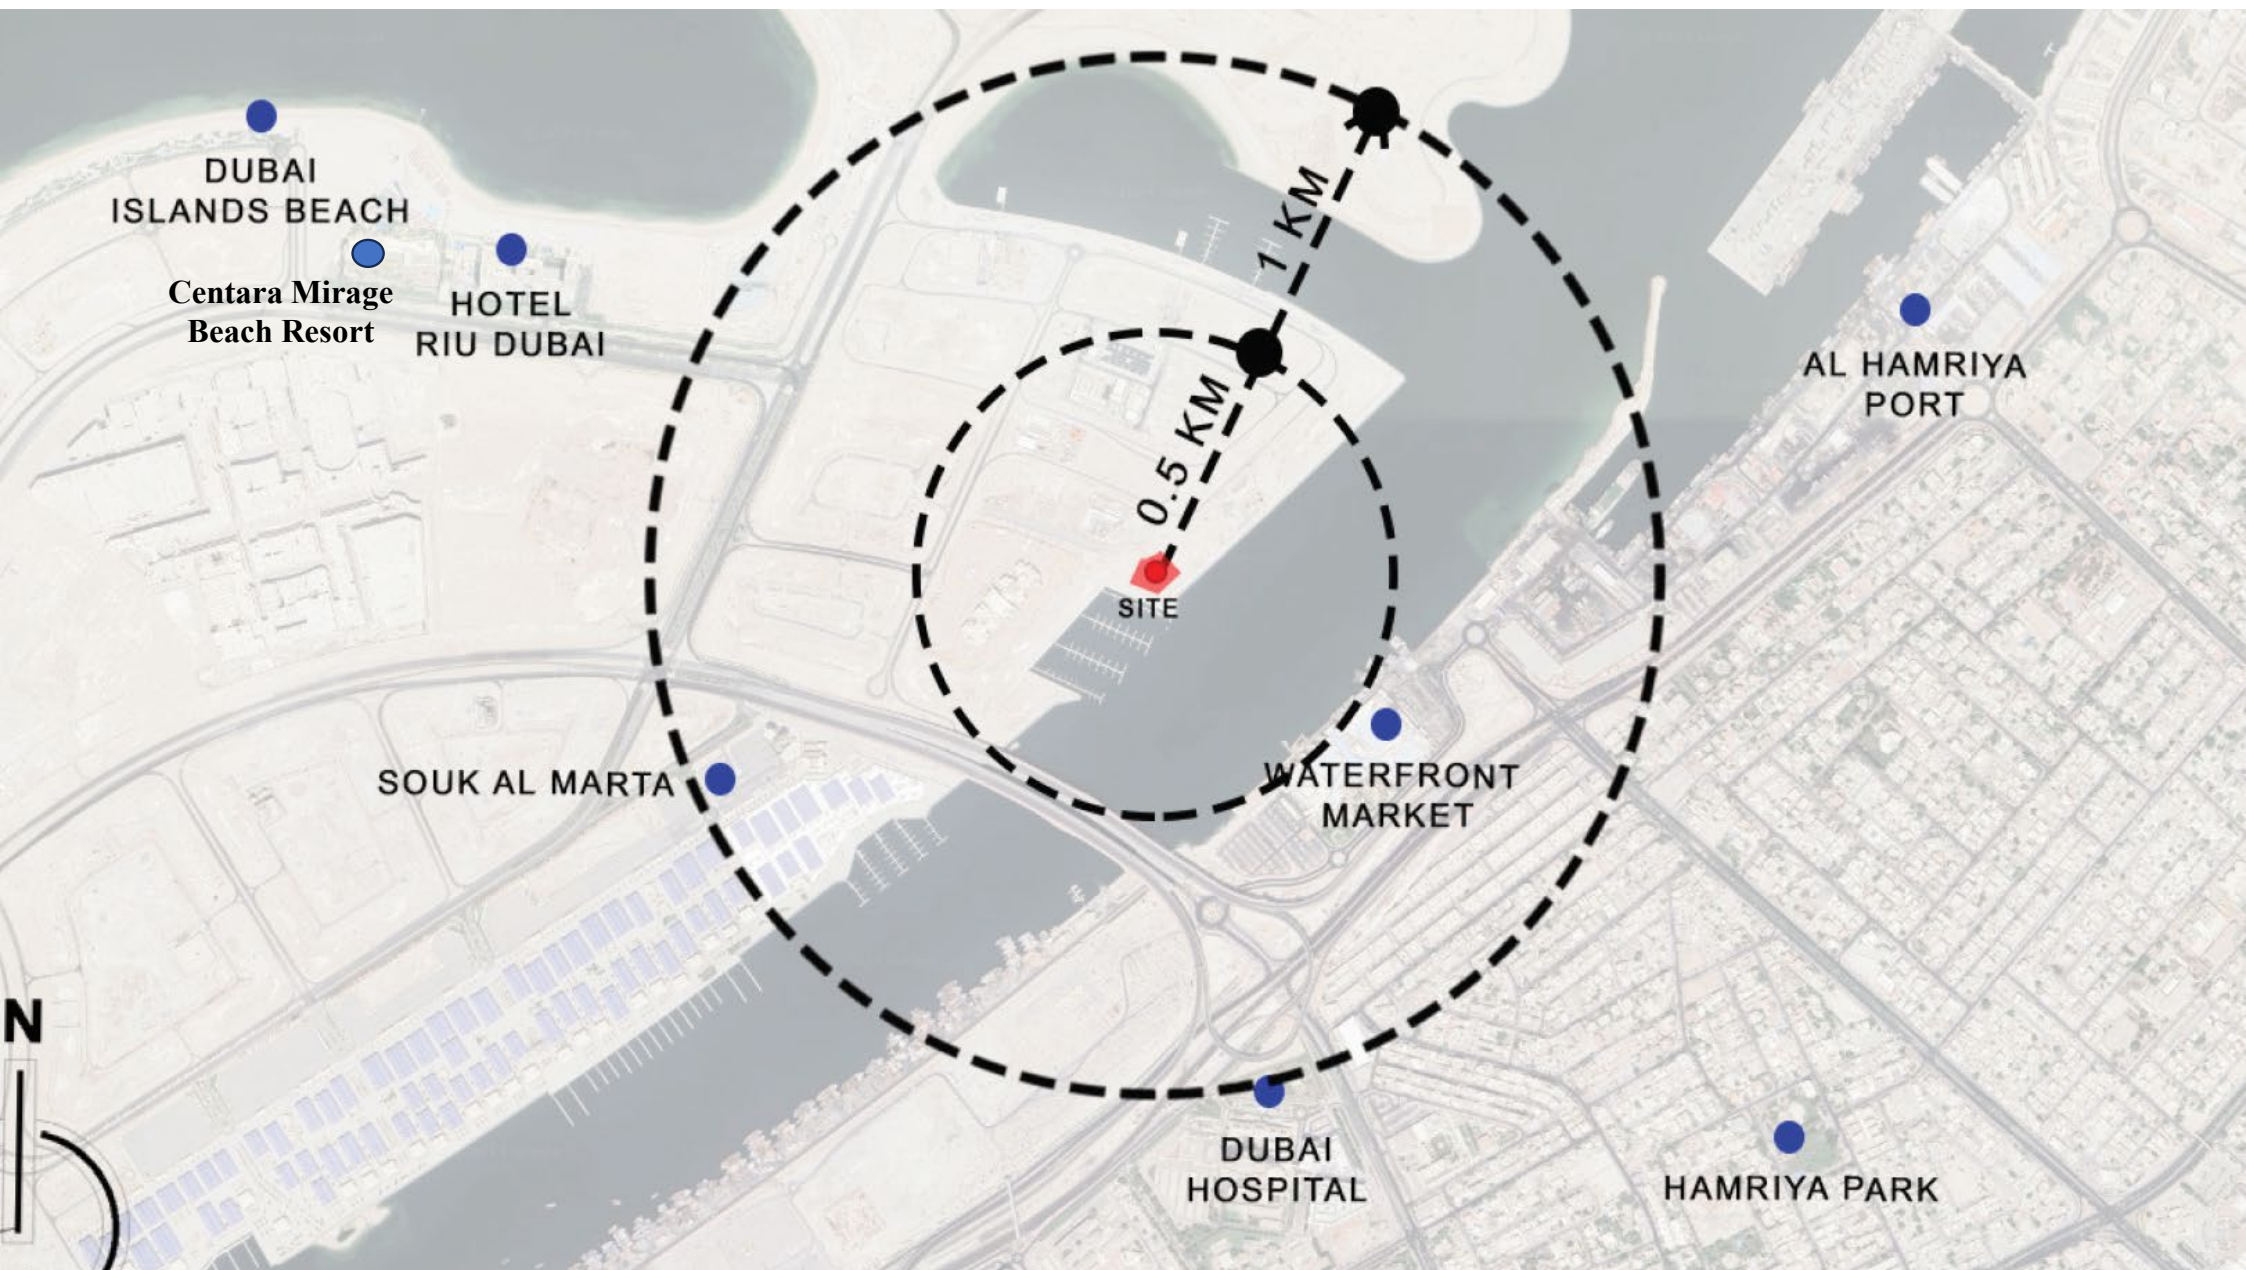 DUBAI
ISLANDS BEACH
Centara Mirage
Beach Resort
HOTEL
RIU DUBAI
1 KM
0.5 KM
SITE
AL HAMRIYA
PORT
SOUK AL MARTA
WATERFRONT
MARKET
N
DUBAI
HOSPITAL
HAMRIYA PARK